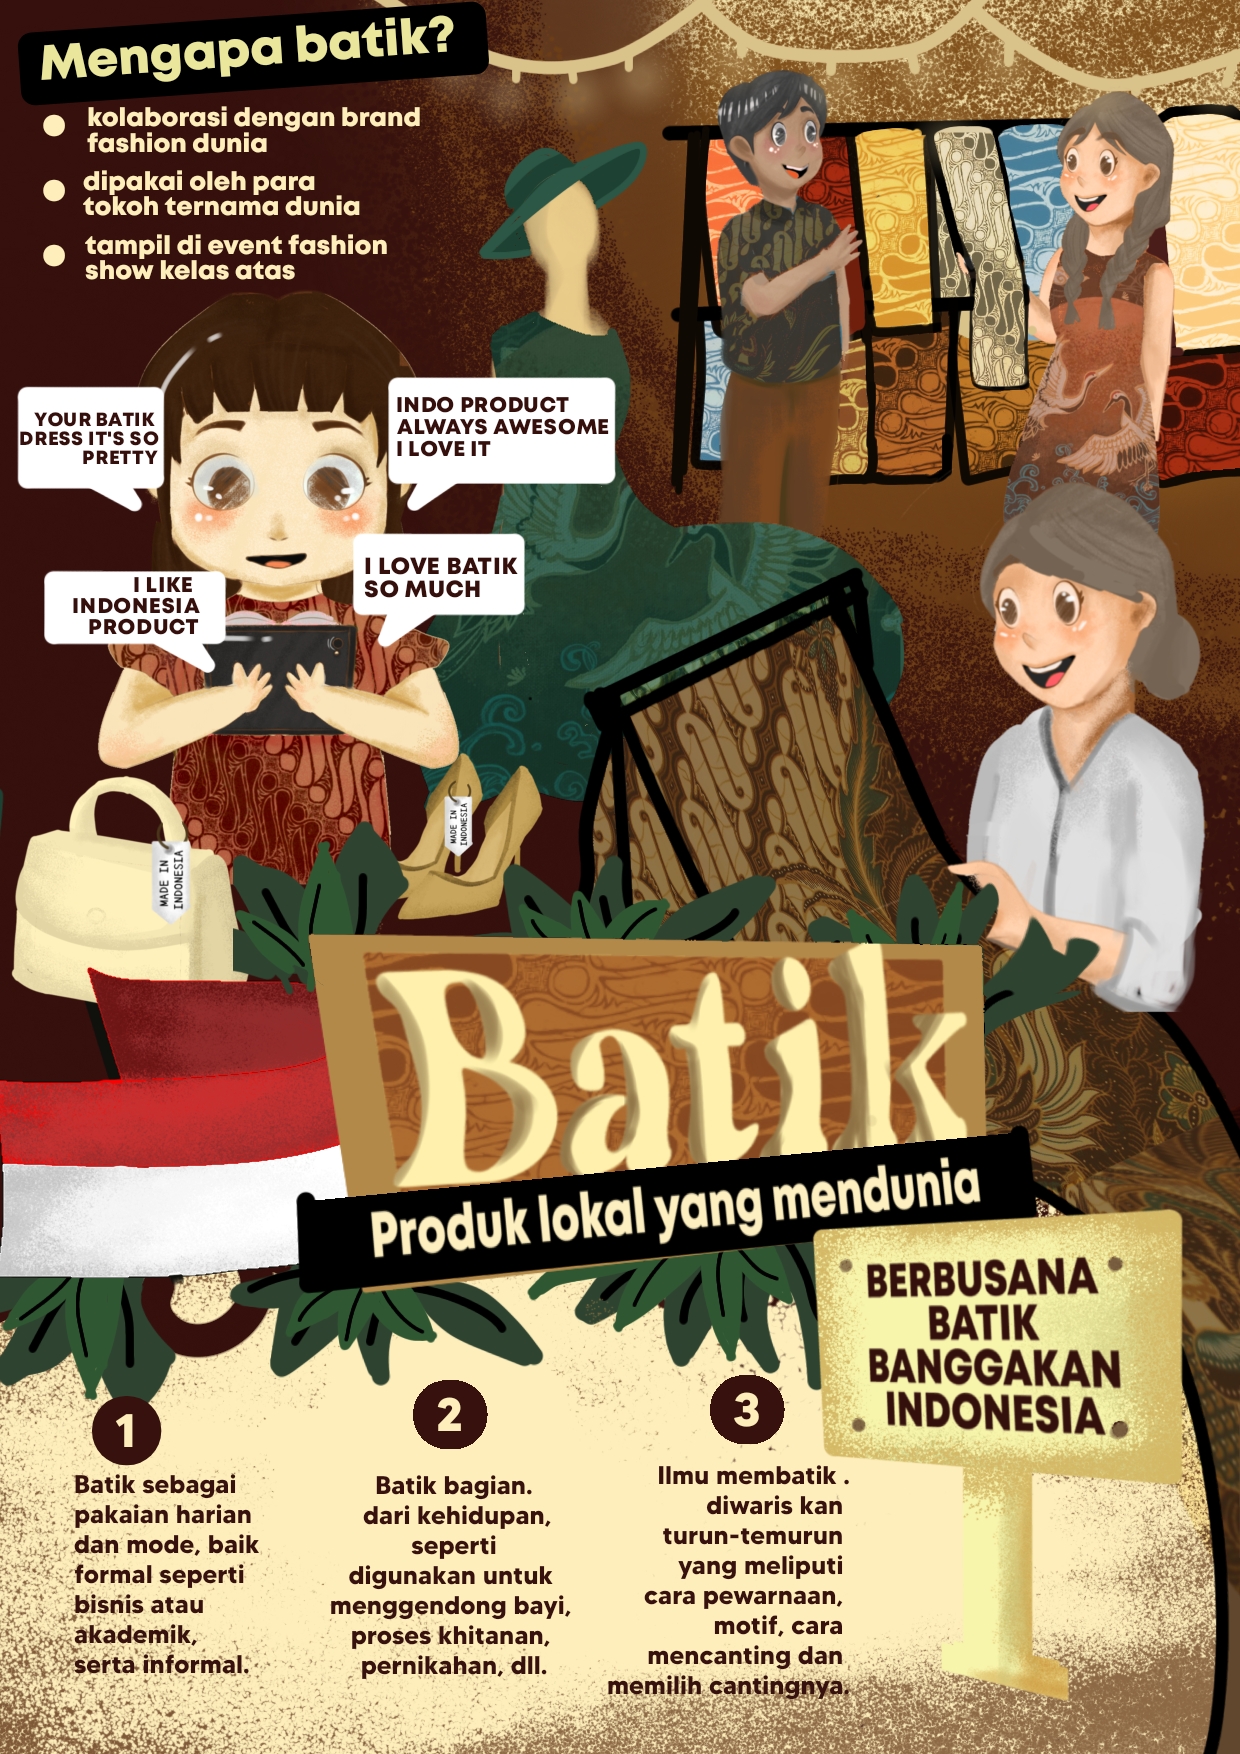 Mengapa batik?
kolaborasi dengan brand
fashion dunia
dipakai oleh para
tokoh ternama dunia
tampil di event fashion
show kelas atas
YOUR BATIK
DRESS IT'S SO
PRETTY
INDO PRODUCT
ALWAYS AWESOME
I LOVE IT
I LOVE BATIK
SO MUCH
I LIKE
INDONESIA
PRODUCT
MADE IN
INDONESIA
MADE IN
INDONESIA
Batik
Produk lokal yang mendunia
BERBUSANA
BATIK
BANGGAKAN
INDONESIA
1
Batik sebagai
pakaian harian
dan mode, baik
formal seperti
bisnis atau
akademik,
serta informal.
2
Batik bagian.
dari kehidupan,
seperti
digunakan untuk
menggendong bayi,
proses khitanan,
pernikahan, dll.
3
Ilmu membatik .
diwaris kan
turun-temurun
yang meliputi
cara pewarnaan,
motif, cara
mencanting dan
memilih cantingnya.